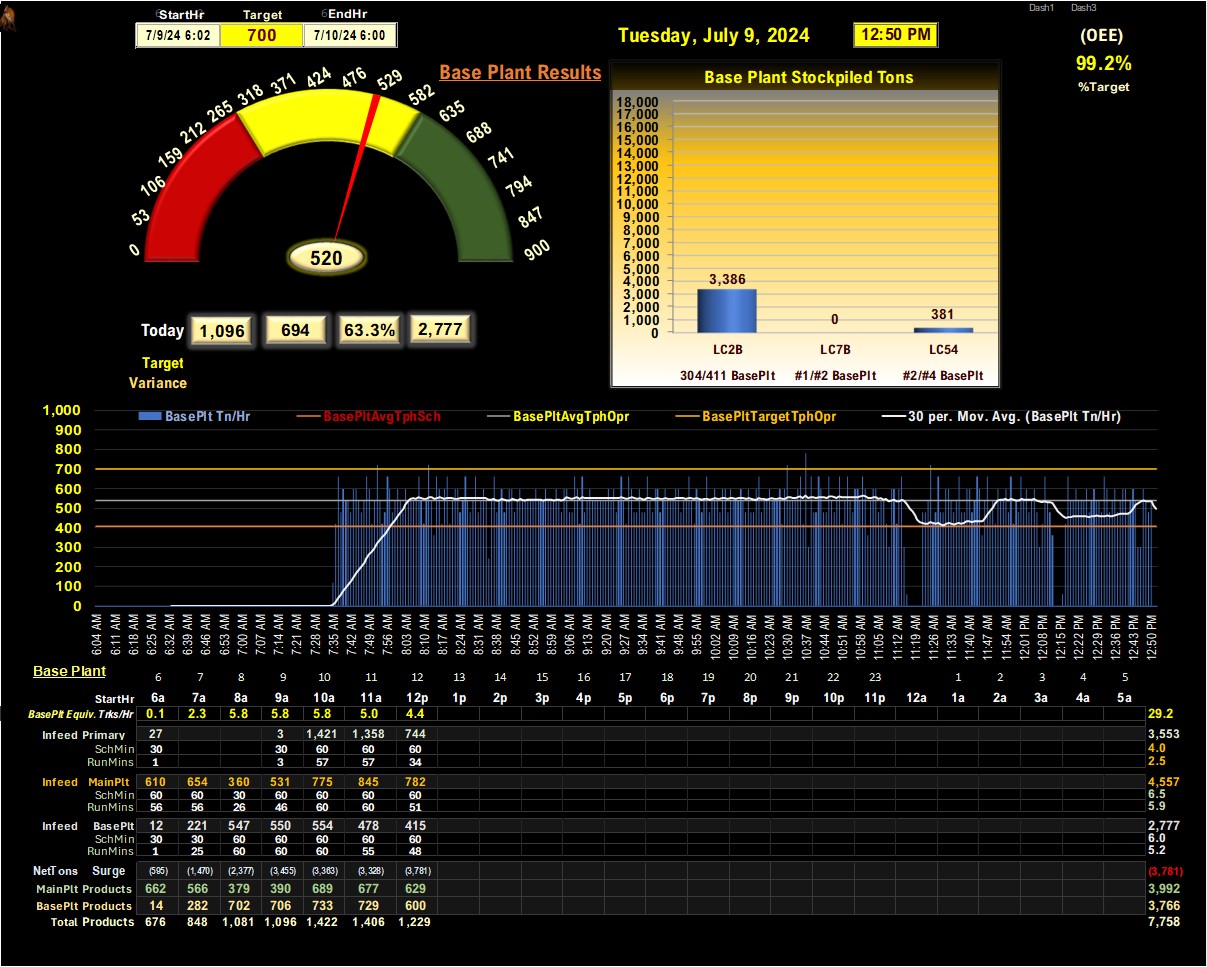 Dash1 Dash3
StartHr Target EndHr
7/9/24 6:02 700 7/10/24 6:00
Tuesday, July 9, 2024 12:50 PM
(OEE)
99.2%
%Target
Base Plant Results
0 53 106 159 212 265 318 371 424 476 529 582 635 688 741 794 847 900
520
Today 1,096 694 63.3% 2,777
Target
Variance
Base Plant Stockpiled Tons
18,000
17,000
16,000
15,000
14,000
13,000
12,000
11,000
10,000
9,000
8,000
7,000
6,000
5,000
4,000
3,000
2,000
1,000
0
3,386 0 381
LC2B LC7B LC54
304/411 BasePlt #1/#2 BasePlt #2/#4 BasePlt
BasePlt Tn/Hr BasePltAvgTphSch BasePltAvgTphOpr BasePltTargetTphOpr 30 per. Mov. Avg. (BasePlt Tn/Hr)
1,000
900
800
700
600
500
400
300
200
100
0
6:04 AM 6:11 AM 6:18 AM 6:25 AM 6:32 AM 6:39 AM 6:46 AM 6:53 AM 7:00 AM 7:07 AM 7:14 AM 7:21 AM 7:28 AM 7:35 AM 7:42 AM 7:49 AM 7:56 AM 8:03 AM 8:10 AM 8:17 AM 8:24 AM 8:31 AM 8:38 AM 8:45 AM 8:52 AM 8:59 AM 9:06 AM 9:13 AM 9:20 AM 9:27 AM 9:34 AM 9:41 AM 9:48 AM 9:55 AM 10:02 AM 10:09 AM 10:16 AM 10:23 AM 10:30 AM 10:37 AM 10:44 AM 10:51 AM 10:58 AM 11:05 AM 11:12 AM 11:19 AM 11:26 AM 11:33 AM 11:40 AM 11:47 AM 11:54 AM 12:01 PM 12:08 PM 12:15 PM 12:22 PM 12:29 PM 12:36 PM 12:43 PM 12:50 PM
Base Plant
6 7 8 9 10 11 12 13 14 15 16 17 18 19 20 21 22 23 1 2 3 4 5
StartHr 6a 7a 8a 9a 10a 11a 12p 1p 2p 3p 4p 5p 6p 7p 8p 9p 10p 11p 12a 1a 2a 3a 4a 5a
BasePlt Equiv. Trks/Hr 0.1 2.3 5.8 5.8 5.8 5.0 4.4 29.2
Infeed Primary 27 3 1,421 1,358 744 3,553
SchMin 30 30 60 60 60 4.0
RunMins 1 3 57 57 34 2.5
Infeed MainPlt 610 654 360 531 775 845 782 4,557
SchMin 60 60 30 60 60 60 60 6.5
RunMins 56 56 26 46 60 60 51 5.9
Infeed BasePlt 12 221 547 550 554 478 415 2,777
SchMin 30 30 60 60 60 60 60 6.0
RunMins 1 25 60 60 60 55 48 5.2
NetTons Surge (595) (1,470) (2,377) (3,455) (3,363) (3,328) (3,781) (3,781)
MainPlt Products 662 566 379 390 689 677 629 3,992
BasePlt Products 14 282 702 706 733 729 600 3,766
Total Products 676 848 1,081 1,096 1,422 1,406 1,229 7,758